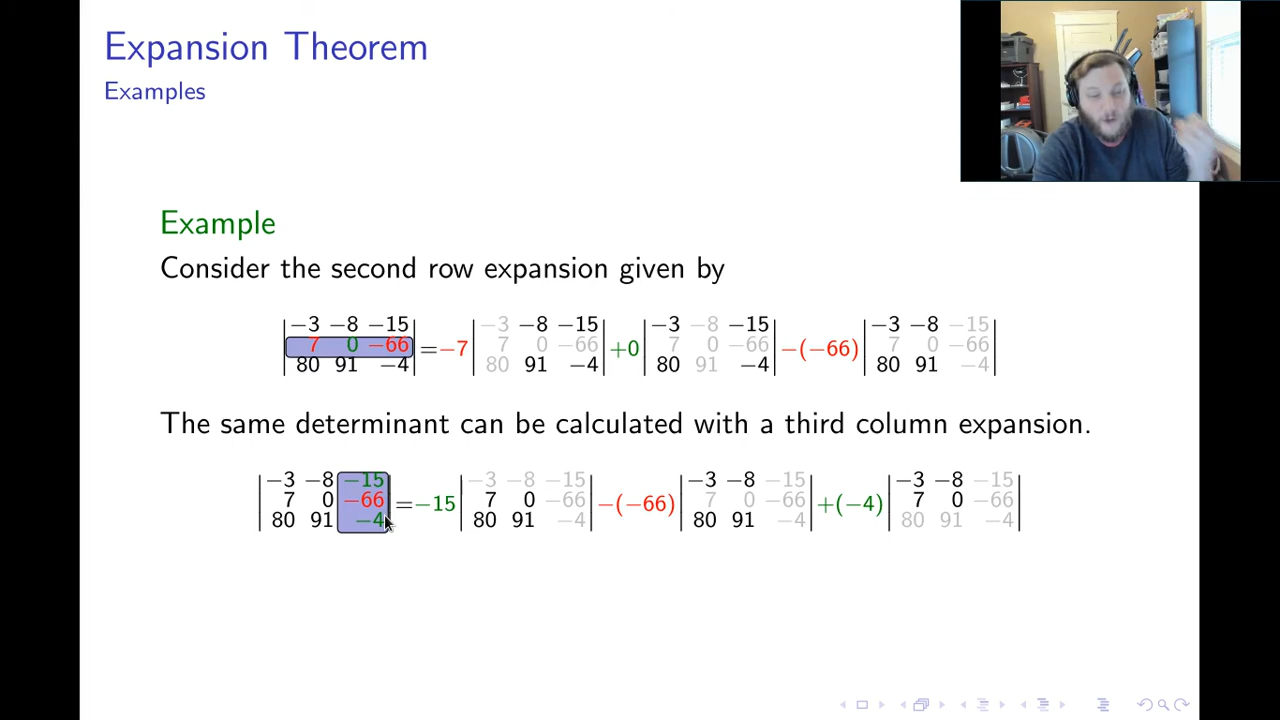 Expansion Theorem
Examples
Example
Consider the second row expansion given by
|−3 −8 −15|
|7 0 −66|
|80 91 −4|
= −7
|−3 −8 −15|
|7 0 −66|
|80 91 −4|
+0
|−3 −8 −15|
|7 0 −66|
|80 91 −4|
−(−66)
|−3 −8 −15|
|7 0 −66|
|80 91 −4|
The same determinant can be calculated with a third column expansion.
|−3 −8 −15|
|7 0 −66|
|80 91 −4|
= −15
|−3 −8 −15|
|7 0 −66|
|80 91 −4|
−(−66)
|−3 −8 −15|
|7 0 −66|
|80 91 −4|
+(−4)
|−3 −8 −15|
|7 0 −66|
|80 91 −4|